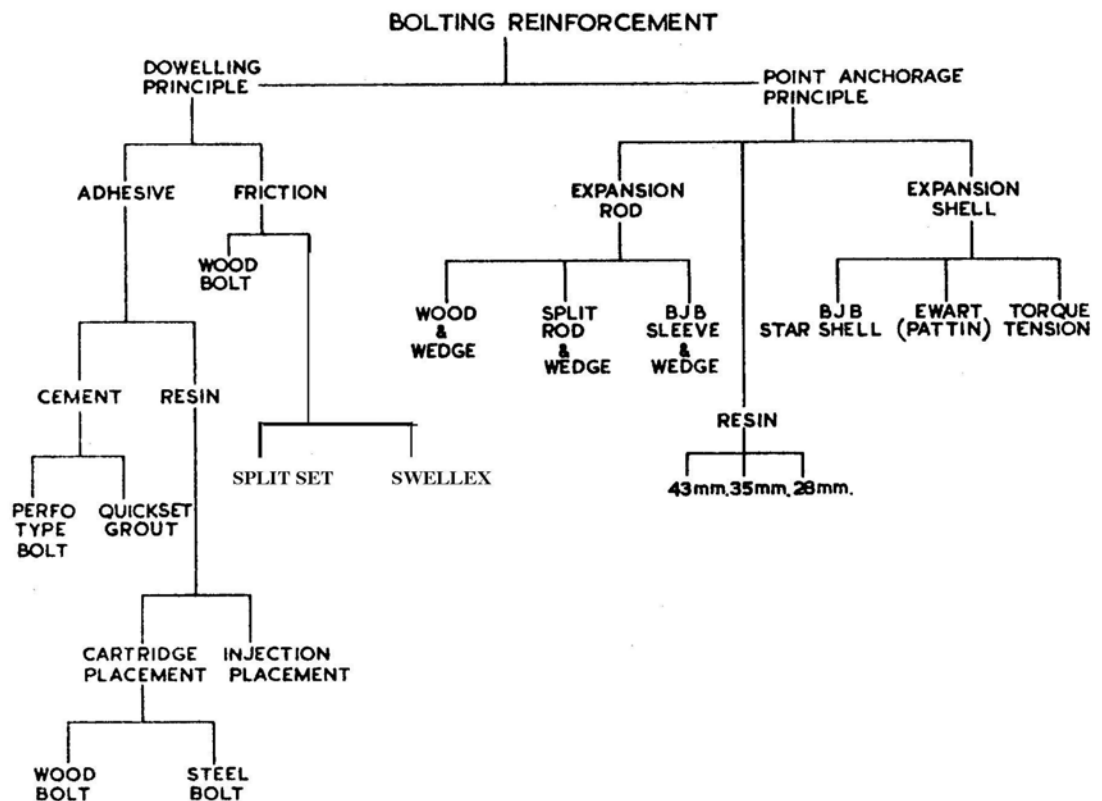 BOLTING REINFORCEMENT
DOWELLING
PRINCIPLE
POINT ANCHORAGE
PRINCIPLE
ADHESIVE
FRICTION
EXPANSION
ROD
EXPANSION
SHELL
WOOD
BOLT
WOOD
&
WEDGE
SPLIT
ROD
&
WEDGE
BJB
SLEEVE
&
WEDGE
BJB
STAR SHELL
EWART
(PATTIN)
TORQUE
TENSION
CEMENT
RESIN
RESIN
SPLIT SET
SWELLEX
43mm. 35mm. 28mm.
PERFO
TYPE
BOLT
QUICKSET
GROUT
CARTRIDGE
PLACEMENT
INJECTION
PLACEMENT
WOOD
BOLT
STEEL
BOLT